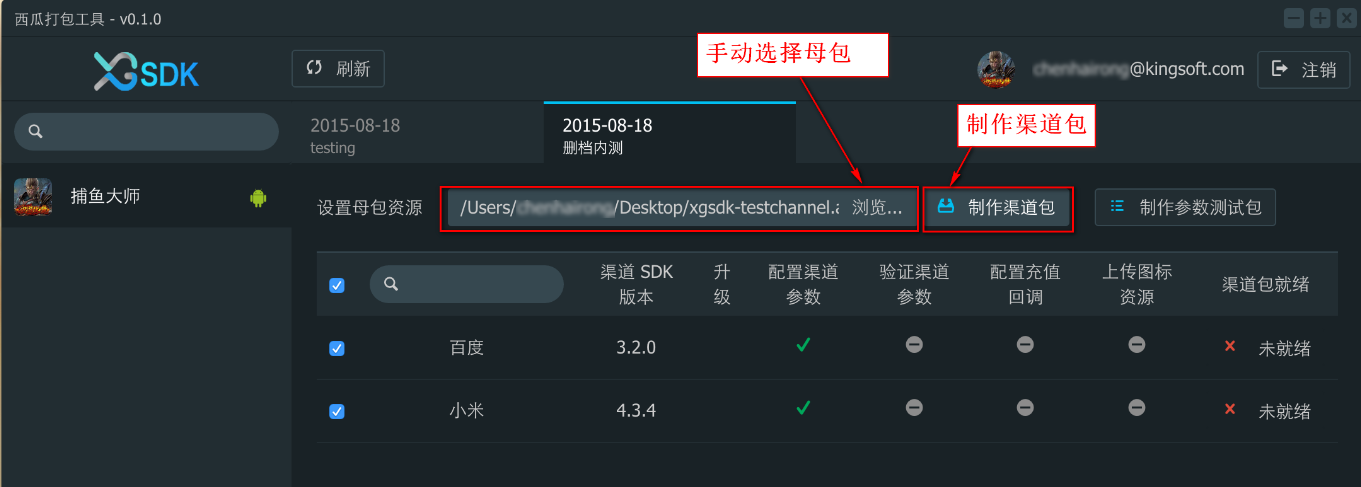 西瓜打包工具 - v0.1.0
XGSDK
刷新
手动选择母包
@kingsoft.com
注销
2015-08-18
testing
2015-08-18
删档内测
制作渠道包
捕鱼大师
设置母包资源
/Users/
/Desktop/xgsdk-testchannel.
浏览...
制作渠道包
制作参数测试包
渠道 SDK
版本
升
级
配置渠道
参数
验证渠道
参数
配置充值
回调
上传图标
资源
渠道包就绪
百度
3.2.0
未就绪
小米
4.3.4
未就绪